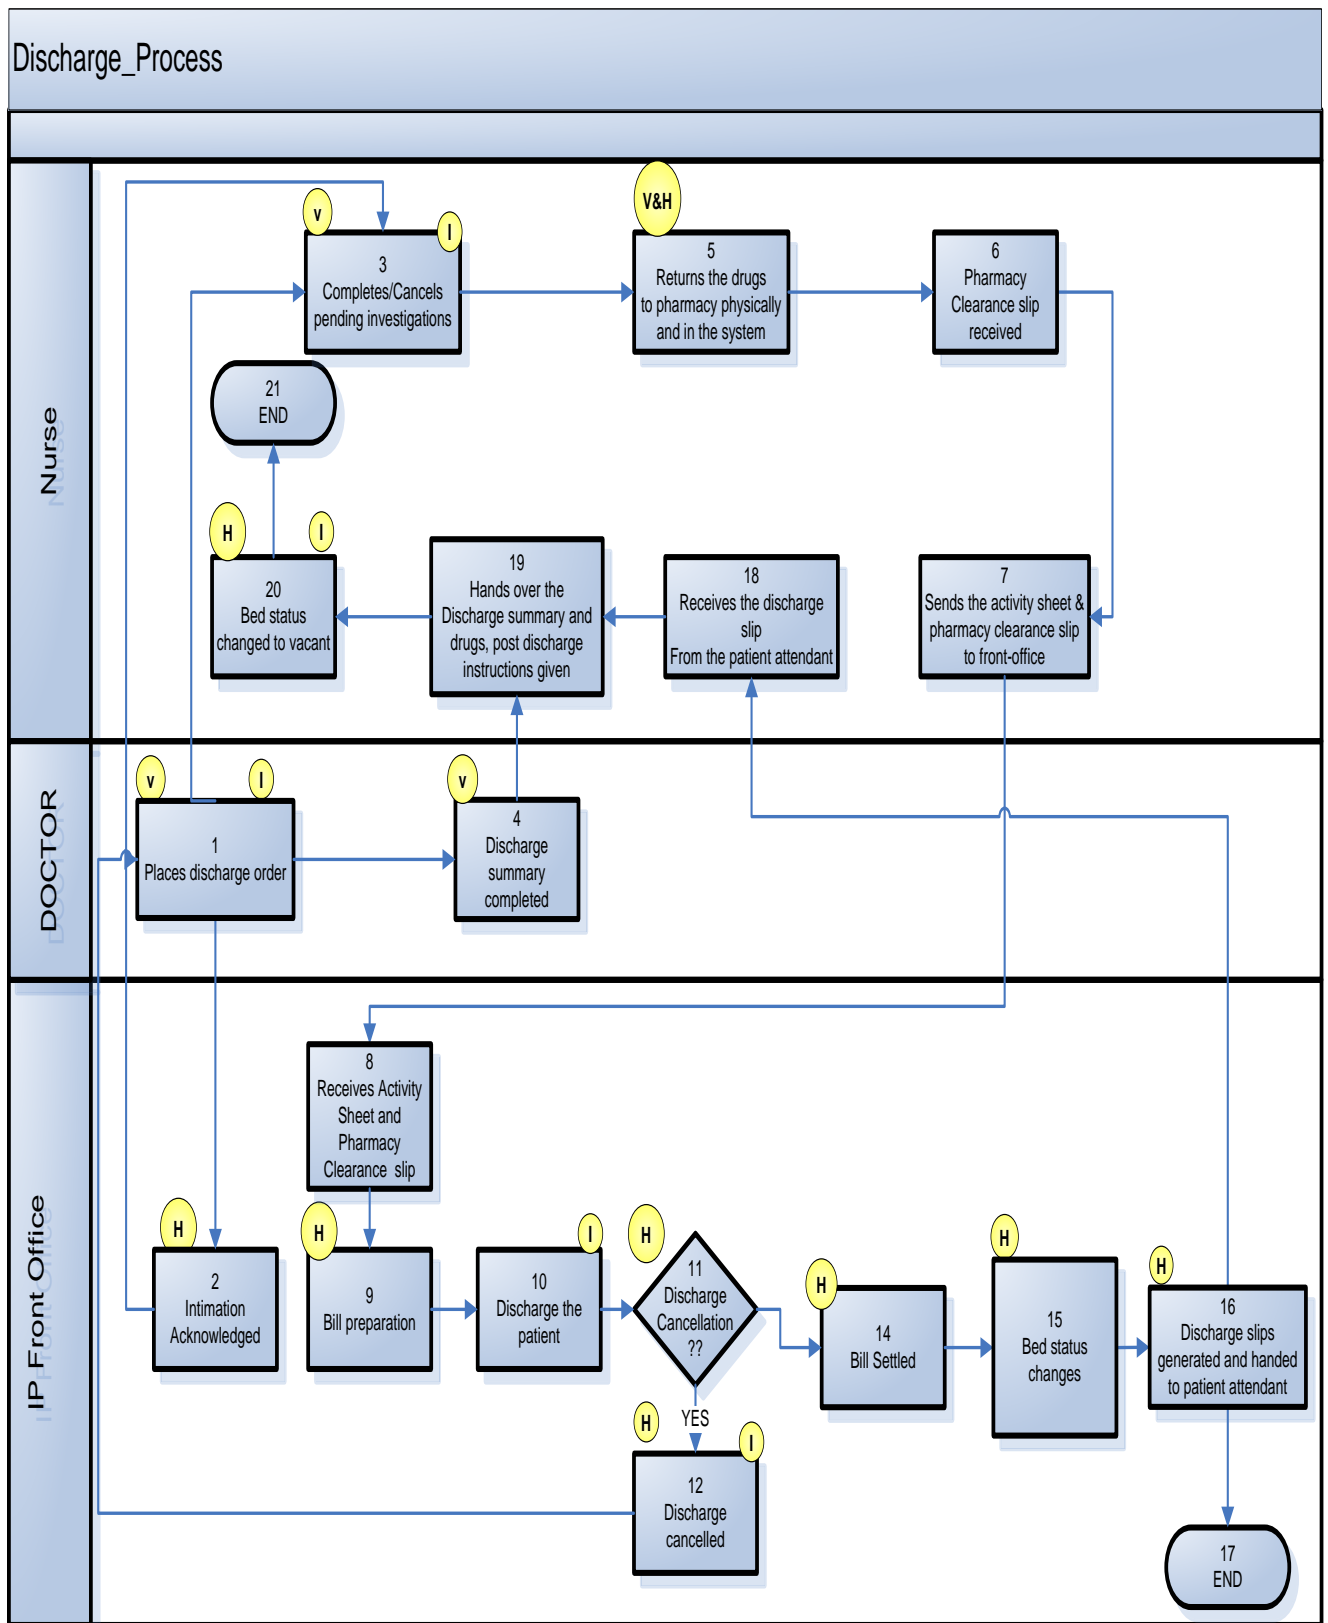 Discharge_Process
Nurse
v
I
3
Completes/Cancels
pending investigations
V&H
5
Returns the drugs
to pharmacy physically
and in the system
6
Pharmacy
Clearance slip
received
21
END
H
I
20
Bed status
changed to vacant
19
Hands over the
Discharge summary and
drugs, post discharge
instructions given
18
Receives the discharge
slip
From the patient attendant
7
Sends the activity sheet &
pharmacy clearance slip
to front-office
DOCTOR
v
I
1
Places discharge order
v
4
Discharge
summary
completed
IP Front Office
8
Receives Activity
Sheet and
Pharmacy
Clearance slip
H
2
Intimation
Acknowledged
H
9
Bill preparation
I
10
Discharge the
patient
H
11
Discharge
Cancellation
??
YES
H
I
12
Discharge
cancelled
H
14
Bill Settled
H
15
Bed status
changes
H
16
Discharge slips
generated and handed
to patient attendant
17
END